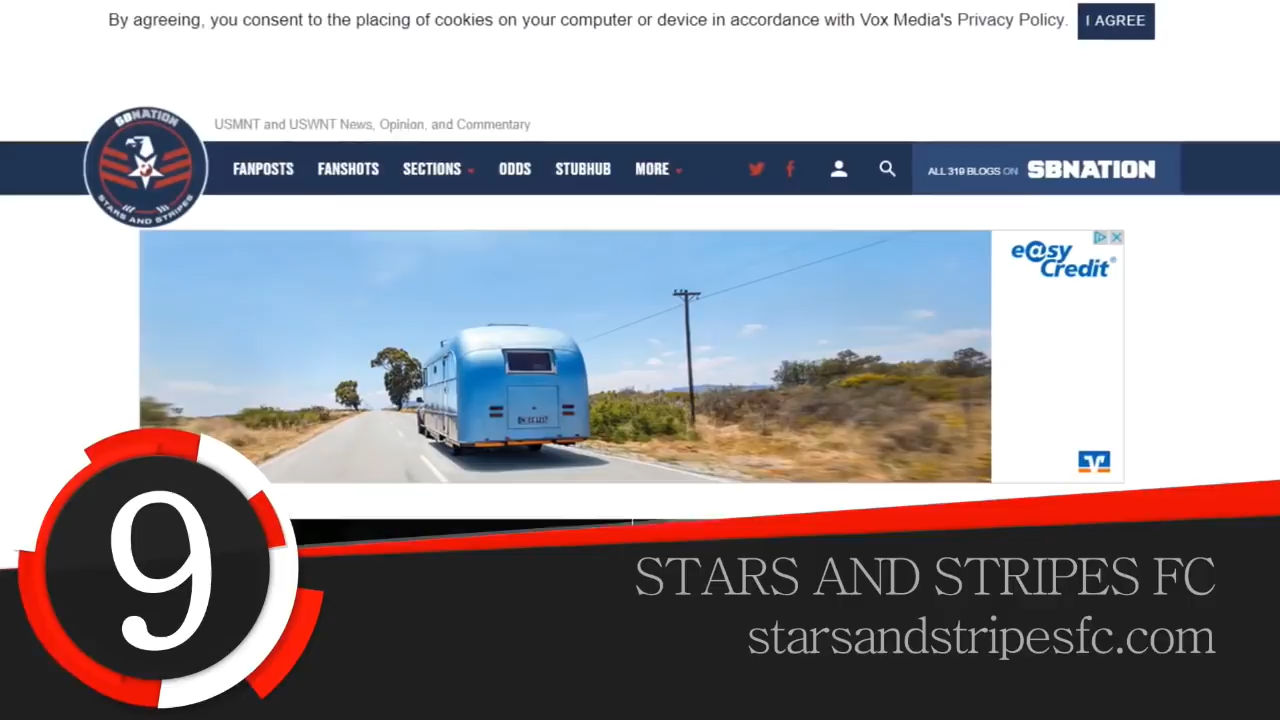 By agreeing, you consent to the placing of cookies on your computer or device in accordance with Vox Media's Privacy Policy. I AGREE
SBNATION
STARS AND STRIPES
USMNT and USWNT News, Opinion, and Commentary
FANPOSTS FANSHOTS SECTIONS ODDS STUBHUB MORE ALL 319 BLOGS ON SBNATION
e@syCredit®
9
STARS AND STRIPES FC
starsandstripesfc.com